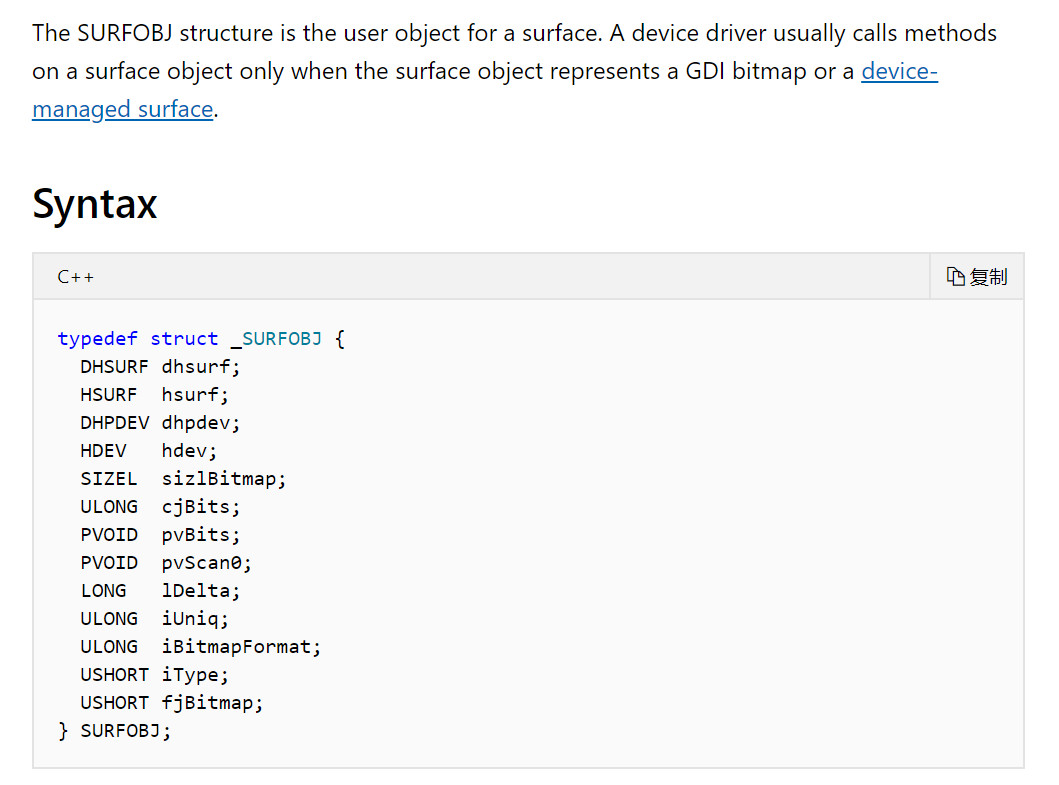 The SURFOBJ structure is the user object for a surface. A device driver usually calls methods
on a surface object only when the surface object represents a GDI bitmap or a device-
managed surface.
Syntax
C++
复制
typedef struct _SURFOBJ {
  DHSURF dhsurf;
  HSURF  hsurf;
  DHPDEV dhpdev;
  HDEV   hdev;
  SIZEL  sizlBitmap;
  ULONG  cjBits;
  PVOID  pvBits;
  PVOID  pvScan0;
  LONG   lDelta;
  ULONG  iUniq;
  ULONG  iBitmapFormat;
  USHORT iType;
  USHORT fjBitmap;
} SURFOBJ;